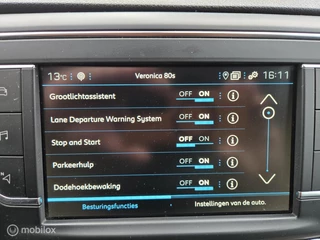 13°C Veronica 80s 16:11
Grootlichtassistent OFF ON
Lane Departure Warning System OFF ON
Stop and Start OFF ON
Parkeerhulp OFF ON
Dodehoekbewaking OFF ON
Besturingsfuncties Instellingen van de auto.
Marktplaats